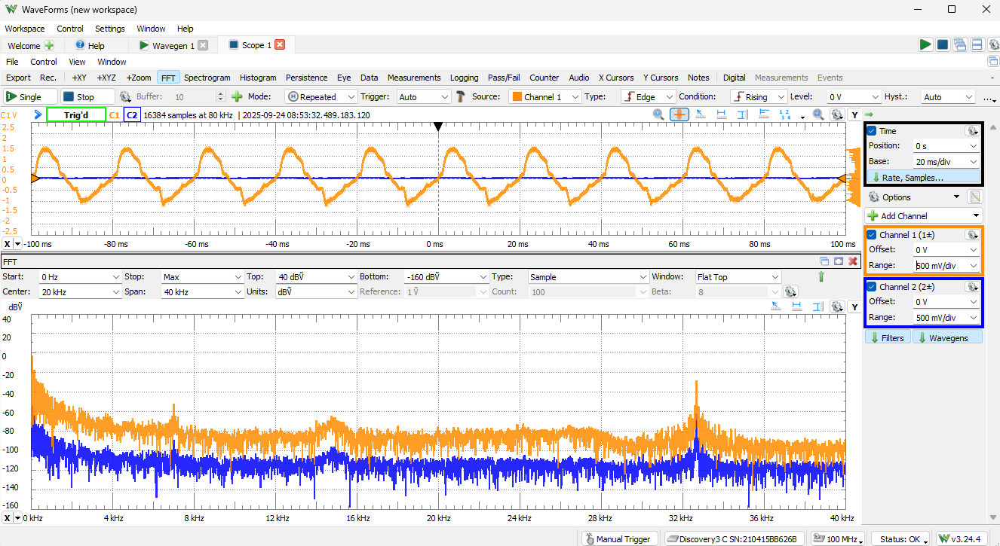 WaveForms (new workspace)
Workspace Control Settings Window Help
Welcome Help Wavegen 1 Scope 1
File Control View Window
Export Rec. +XY +XYZ +Zoom FFT Spectrogram Histogram Persistence Eye Data Measurements Logging Pass/Fail Counter Audio X Cursors Y Cursors Notes Digital Measurements Events -
Single Stop Buffer: 10 Mode: Repeated Trigger: Auto Source: Channel 1 Type: Edge Condition: Rising Level: 0 V Hyst.: Auto ...
C1 V Trig'd C1 C2 16384 samples at 80 kHz | 2025-09-24 08:53:32.489.183.120 1 2 3 4 Y
2.5
2
1.5
1
0.5
0
-0.5
-1
-1.5
-2
-2.5
X -100 ms -80 ms -60 ms -40 ms -20 ms 0 ms 20 ms 40 ms 60 ms 80 ms 100 ms
Time
Position: 0 s
Base: 20 ms/div
Rate, Samples...
Options
Add Channel
Channel 1 (1±)
Offset: 0 V
Range: 500 mV/div
Channel 2 (2±)
Offset: 0 V
Range: 500 mV/div
Filters Wavegens
FFT
Start: 0 Hz Stop: Max Top: 40 dBṼ Bottom: -160 dBṼ Type: Sample Window: Flat Top
Center: 20 kHz Span: 40 kHz Units: dBṼ Reference: 1 Ṽ Count: 100 Beta: 8
dBṼ Y
40
20
0
-20
-40
-60
-80
-100
-120
-140
-160
X 0 kHz 4 kHz 8 kHz 12 kHz 16 kHz 20 kHz 24 kHz 28 kHz 32 kHz 36 kHz 40 kHz
Manual Trigger Discovery3 C SN:210415BB626B 100 MHz Status: OK v3.24.4